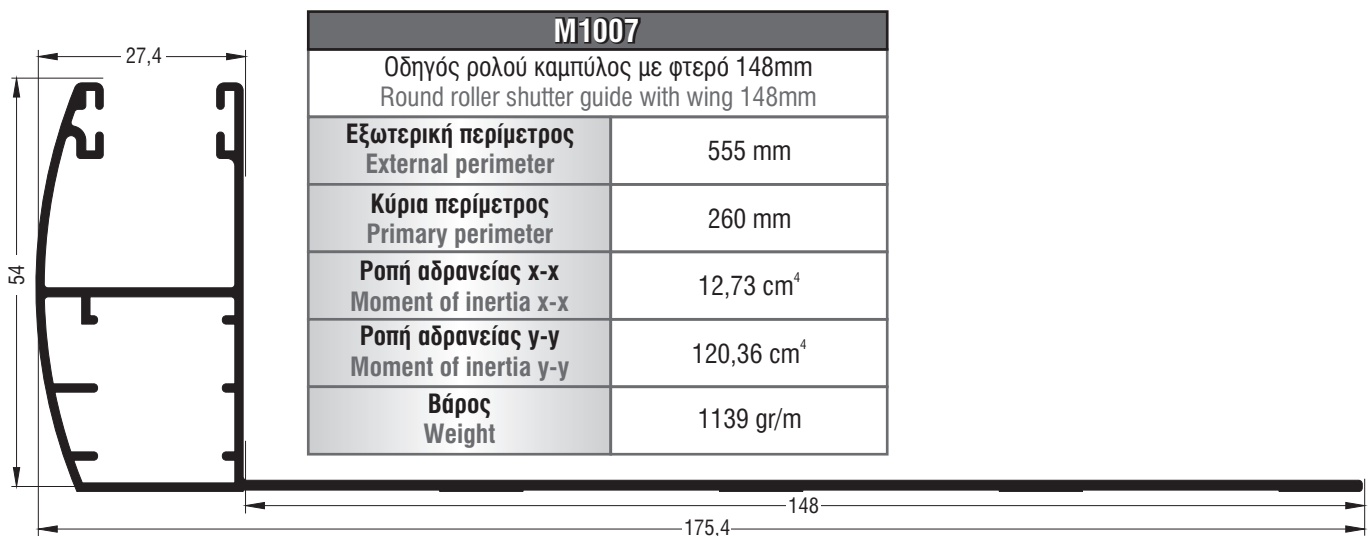 M1007
Οδηγός ρολού καμπύλος με φτερό 148mm
Round roller shutter guide with wing 148mm
Εξωτερική περίμετρος
External perimeter
555 mm
Κύρια περίμετρος
Primary perimeter
260 mm
Ροπή αδρανείας x-x
Moment of inertia x-x
12,73 cm⁴
Ροπή αδρανείας y-y
Moment of inertia y-y
120,36 cm⁴
Βάρος
Weight
1139 gr/m
27,4
54
148
175,4